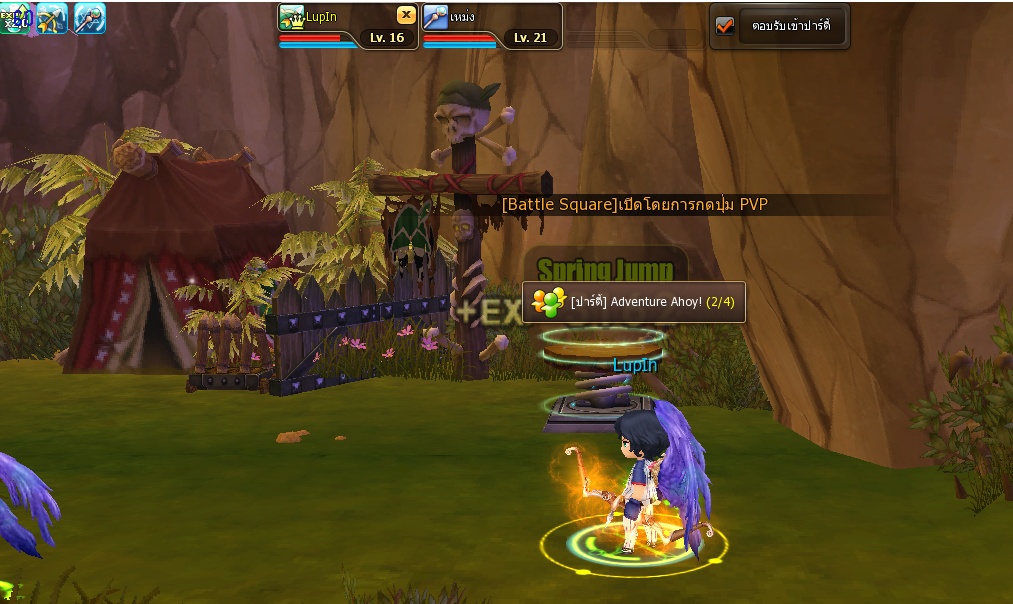 LupIn
Lv. 16
เหม่ง
Lv. 21
ตอบรับเข้าปาร์ตี้
[Battle Square]เปิดโดยการกดปุ่ม PVP
Spring Jump
[ปาร์ตี้] Adventure Ahoy! (2/4)
+EX
LupIn